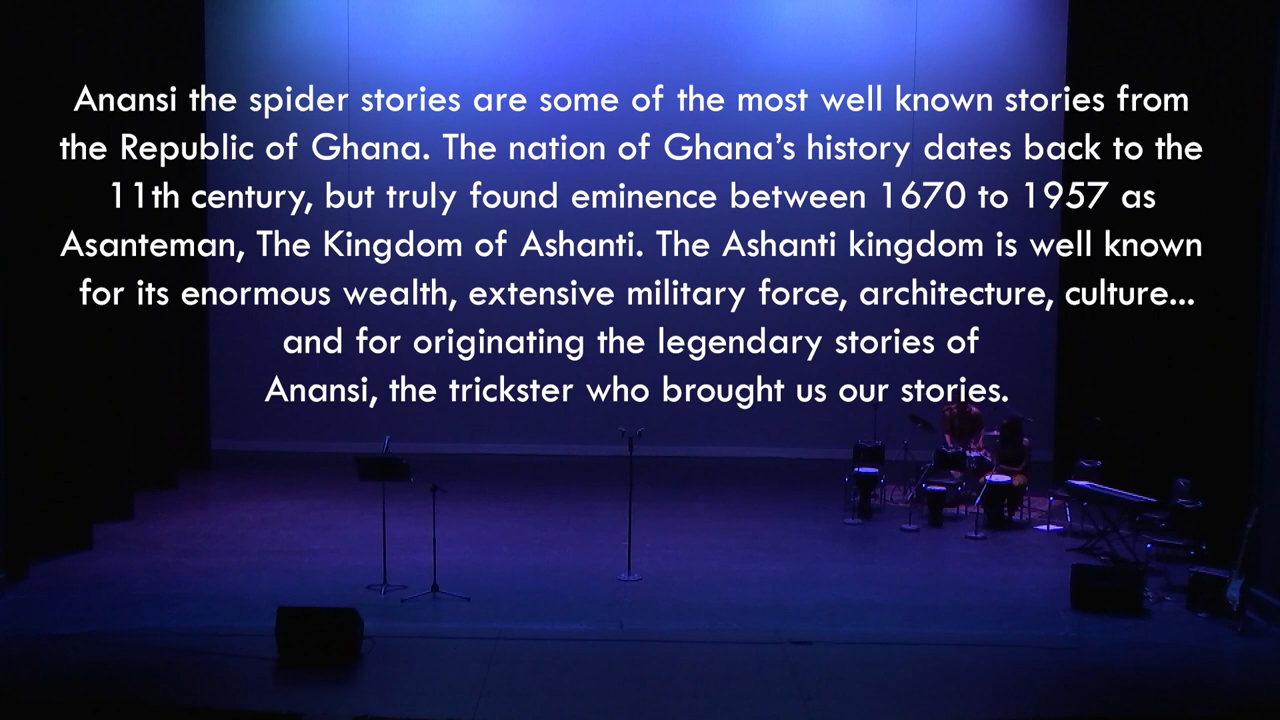 Anansi the spider stories are some of the most well known stories from
the Republic of Ghana. The nation of Ghana’s history dates back to the
11th century, but truly found eminence between 1670 to 1957 as
Asanteman, The Kingdom of Ashanti. The Ashanti kingdom is well known
for its enormous wealth, extensive military force, architecture, culture...
and for originating the legendary stories of
Anansi, the trickster who brought us our stories.